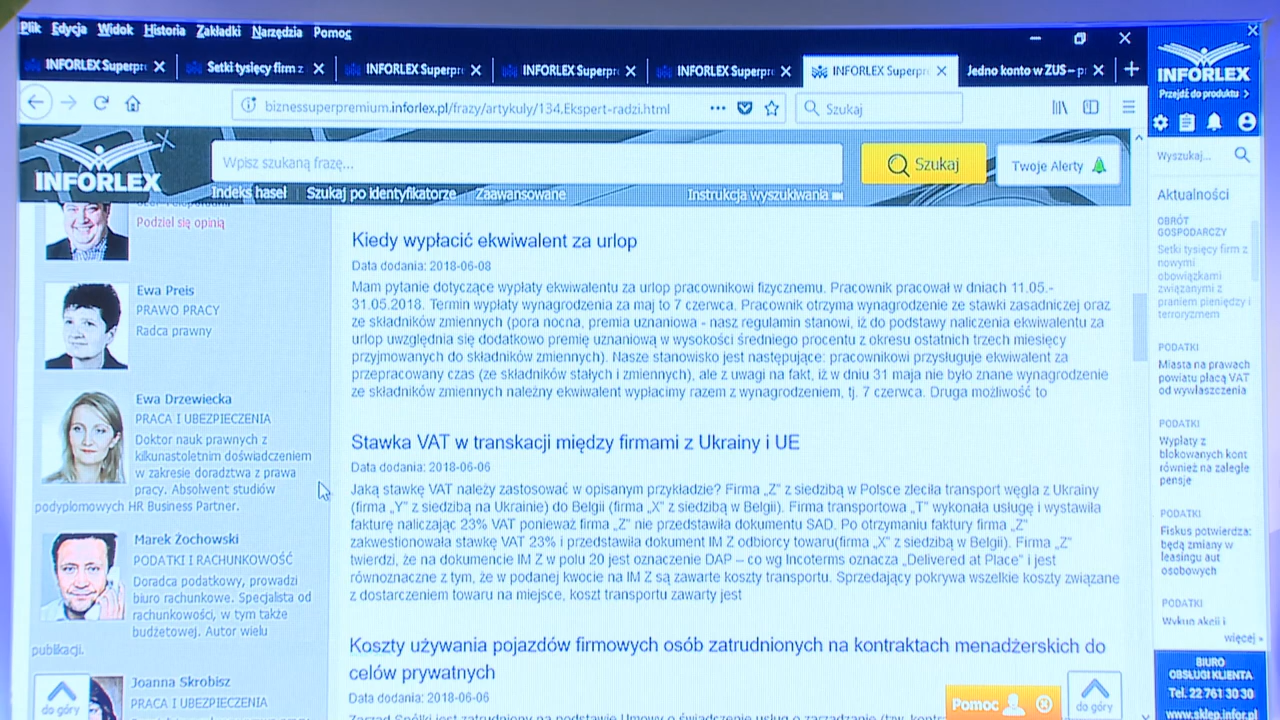 Plik Edycja Widok Historia Zakładki Narzędzia Pomoc
INFORLEX Superpr
Setki tysięcy firm z
INFORLEX Superpr
INFORLEX Superpr
INFORLEX Superpr
INFORLEX Superpr
Jedno konto w ZUS – p
biznessuperpremium.inforlex.pl/frazy/artykuly/134,Ekspert-radzi.html
Szukaj
INFORLEX
Wpisz szukaną frazę...
Szukaj
Twoje Alerty
Indeks haseł | Szukaj po identyfikatorze Zaawansowane
Instrukcja wyszukiwania
Podziel się opinią
Ewa Preis
PRAWO PRACY
Radca prawny
Ewa Drzewiecka
PRACA I UBEZPIECZENIA
Doktor nauk prawnych z
kilkunastoletnim doświadczeniem
w zakresie doradztwa z prawa
pracy. Absolwent studiów
podyplomowych HR Business Partner.
Marek Żochowski
PODATKI I RACHUNKOWOŚĆ
Doradca podatkowy, prowadzi
biuro rachunkowe. Specjalista od
rachunkowości, w tym także
budżetowej. Autor wielu
publikacji.
Joanna Skrobisz
PRACA I UBEZPIECZENIA
do góry
Kiedy wypłacić ekwiwalent za urlop
Data dodania: 2018-06-08
Mam pytanie dotyczące wypłaty ekwiwalentu za urlop pracownikowi fizycznemu. Pracownik pracował w dniach 11.05.-
31.05.2018. Termin wypłaty wynagrodzenia za maj to 7 czerwca. Pracownik otrzyma wynagrodzenie ze stawki zasadniczej oraz
ze składników zmiennych (pora nocna, premia uznaniowa - nasz regulamin stanowi, iż do podstawy naliczenia ekwiwalentu za
urlop uwzględnia się dodatkowo premię uznaniową w wysokości średniego procentu z okresu ostatnich trzech miesięcy
przyjmowanych do składników zmiennych). Nasze stanowisko jest następujące: pracownikowi przysługuje ekwiwalent za
przepracowany czas (ze składników stałych i zmiennych), ale z uwagi na fakt, iż w dniu 31 maja nie było znane wynagrodzenie
ze składników zmiennych należny ekwiwalent wypłacimy razem z wynagrodzeniem, tj. 7 czerwca. Druga możliwość to
Stawka VAT w transkacji między firmami z Ukrainy i UE
Data dodania: 2018-06-06
Jaką stawkę VAT należy zastosować w opisanym przykładzie? Firma „Z” z siedzibą w Polsce zleciła transport węgla z Ukrainy
(firma „Y” z siedzibą na Ukrainie) do Belgii (firma „X” z siedzibą w Belgii). Firma transportowa „T” wykonała usługę i wystawiła
fakturę naliczając 23% VAT ponieważ firma „Z” nie przedstawiła dokumentu SAD. Po otrzymaniu faktury firma „Z”
zakwestionowała stawkę VAT 23% i przedstawiła dokument IM Z odbiorcy towaru(firma „X” z siedzibą w Belgii). Firma „Z”
twierdzi, że na dokumencie IM Z w polu 20 jest oznaczenie DAP – co wg Incoterms oznacza „Delivered at Place” i jest
równoznaczne z tym, że w podanej kwocie na IM Z są zawarte koszty transportu. Sprzedający pokrywa wszelkie koszty związane
z dostarczeniem towaru na miejsce, koszt transportu zawarty jest
Koszty używania pojazdów firmowych osób zatrudnionych na kontraktach menadżerskich do
celów prywatnych
Data dodania: 2018-06-06
Zarząd Spółki jest zatrudniony na podstawie Umowy o świadczenie usług o zarządzanie (tzw. kontr
Pomoc
do góry
INFORLEX
Przejdź do produktu >
Wyszukaj...
Aktualności
OBRÓT
GOSPODARCZY
Setki tysięcy firm z
nowymi
obowiązkami
związanymi z
praniem pieniędzy i
terroryzmem
PODATKI
Miasta na prawach
powiatu płacą VAT
od wywłaszczenia
PODATKI
Wypłaty z
blokowanych kont
również na zaległe
pensje
PODATKI
Fiskus potwierdza:
będą zmiany w
leasingu aut
osobowych
PODATKI
Wykup akcji i
więcej »
BIURO
OBSŁUGI KLIENTA
Tel. 22 761 30 30
www.sklep.infor.pl